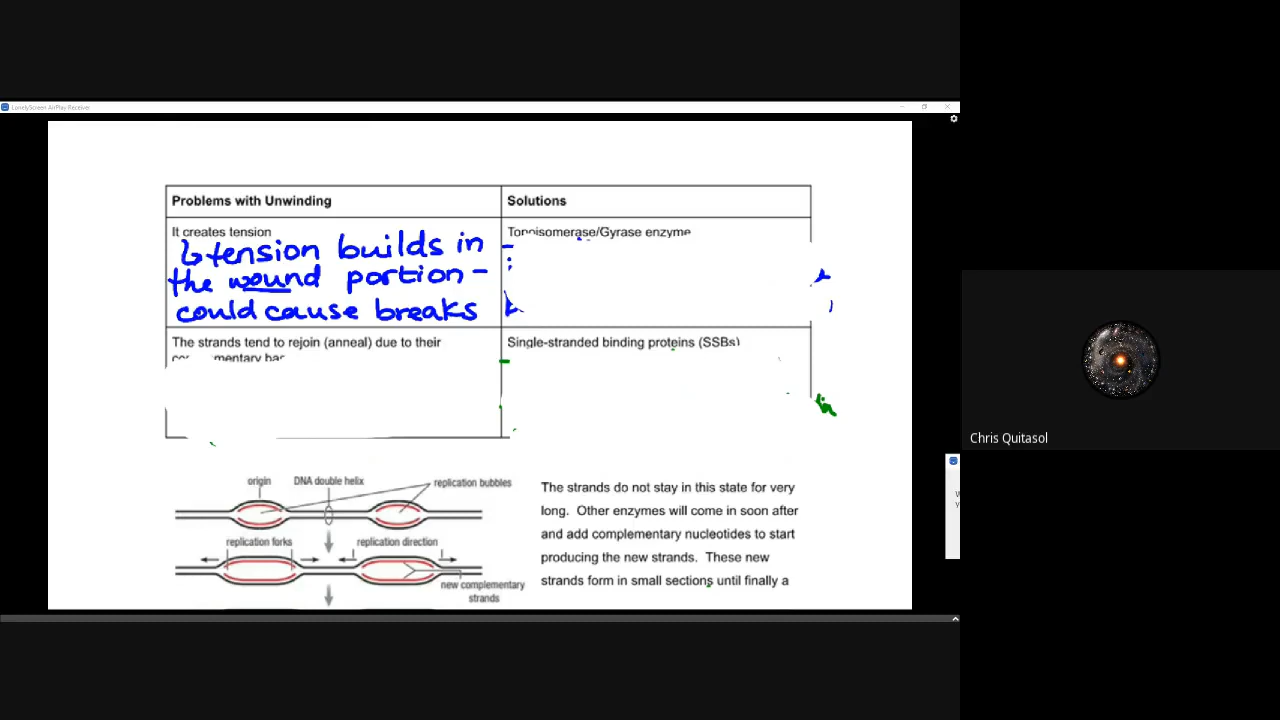 LonelyScreen AirPlay Receiver
Problems with Unwinding
Solutions
It creates tension
↳ tension builds in
the wound portion -
could cause breaks
Topoisomerase/Gyrase enzyme
The strands tend to rejoin (anneal) due to their
Single-stranded binding proteins (SSBs)
origin
DNA double helix
replication bubbles
replication forks
replication direction
new complementary
strands
The strands do not stay in this state for very
long. Other enzymes will come in soon after
and add complementary nucleotides to start
producing the new strands. These new
strands form in small sections until finally a
Chris Quitasol